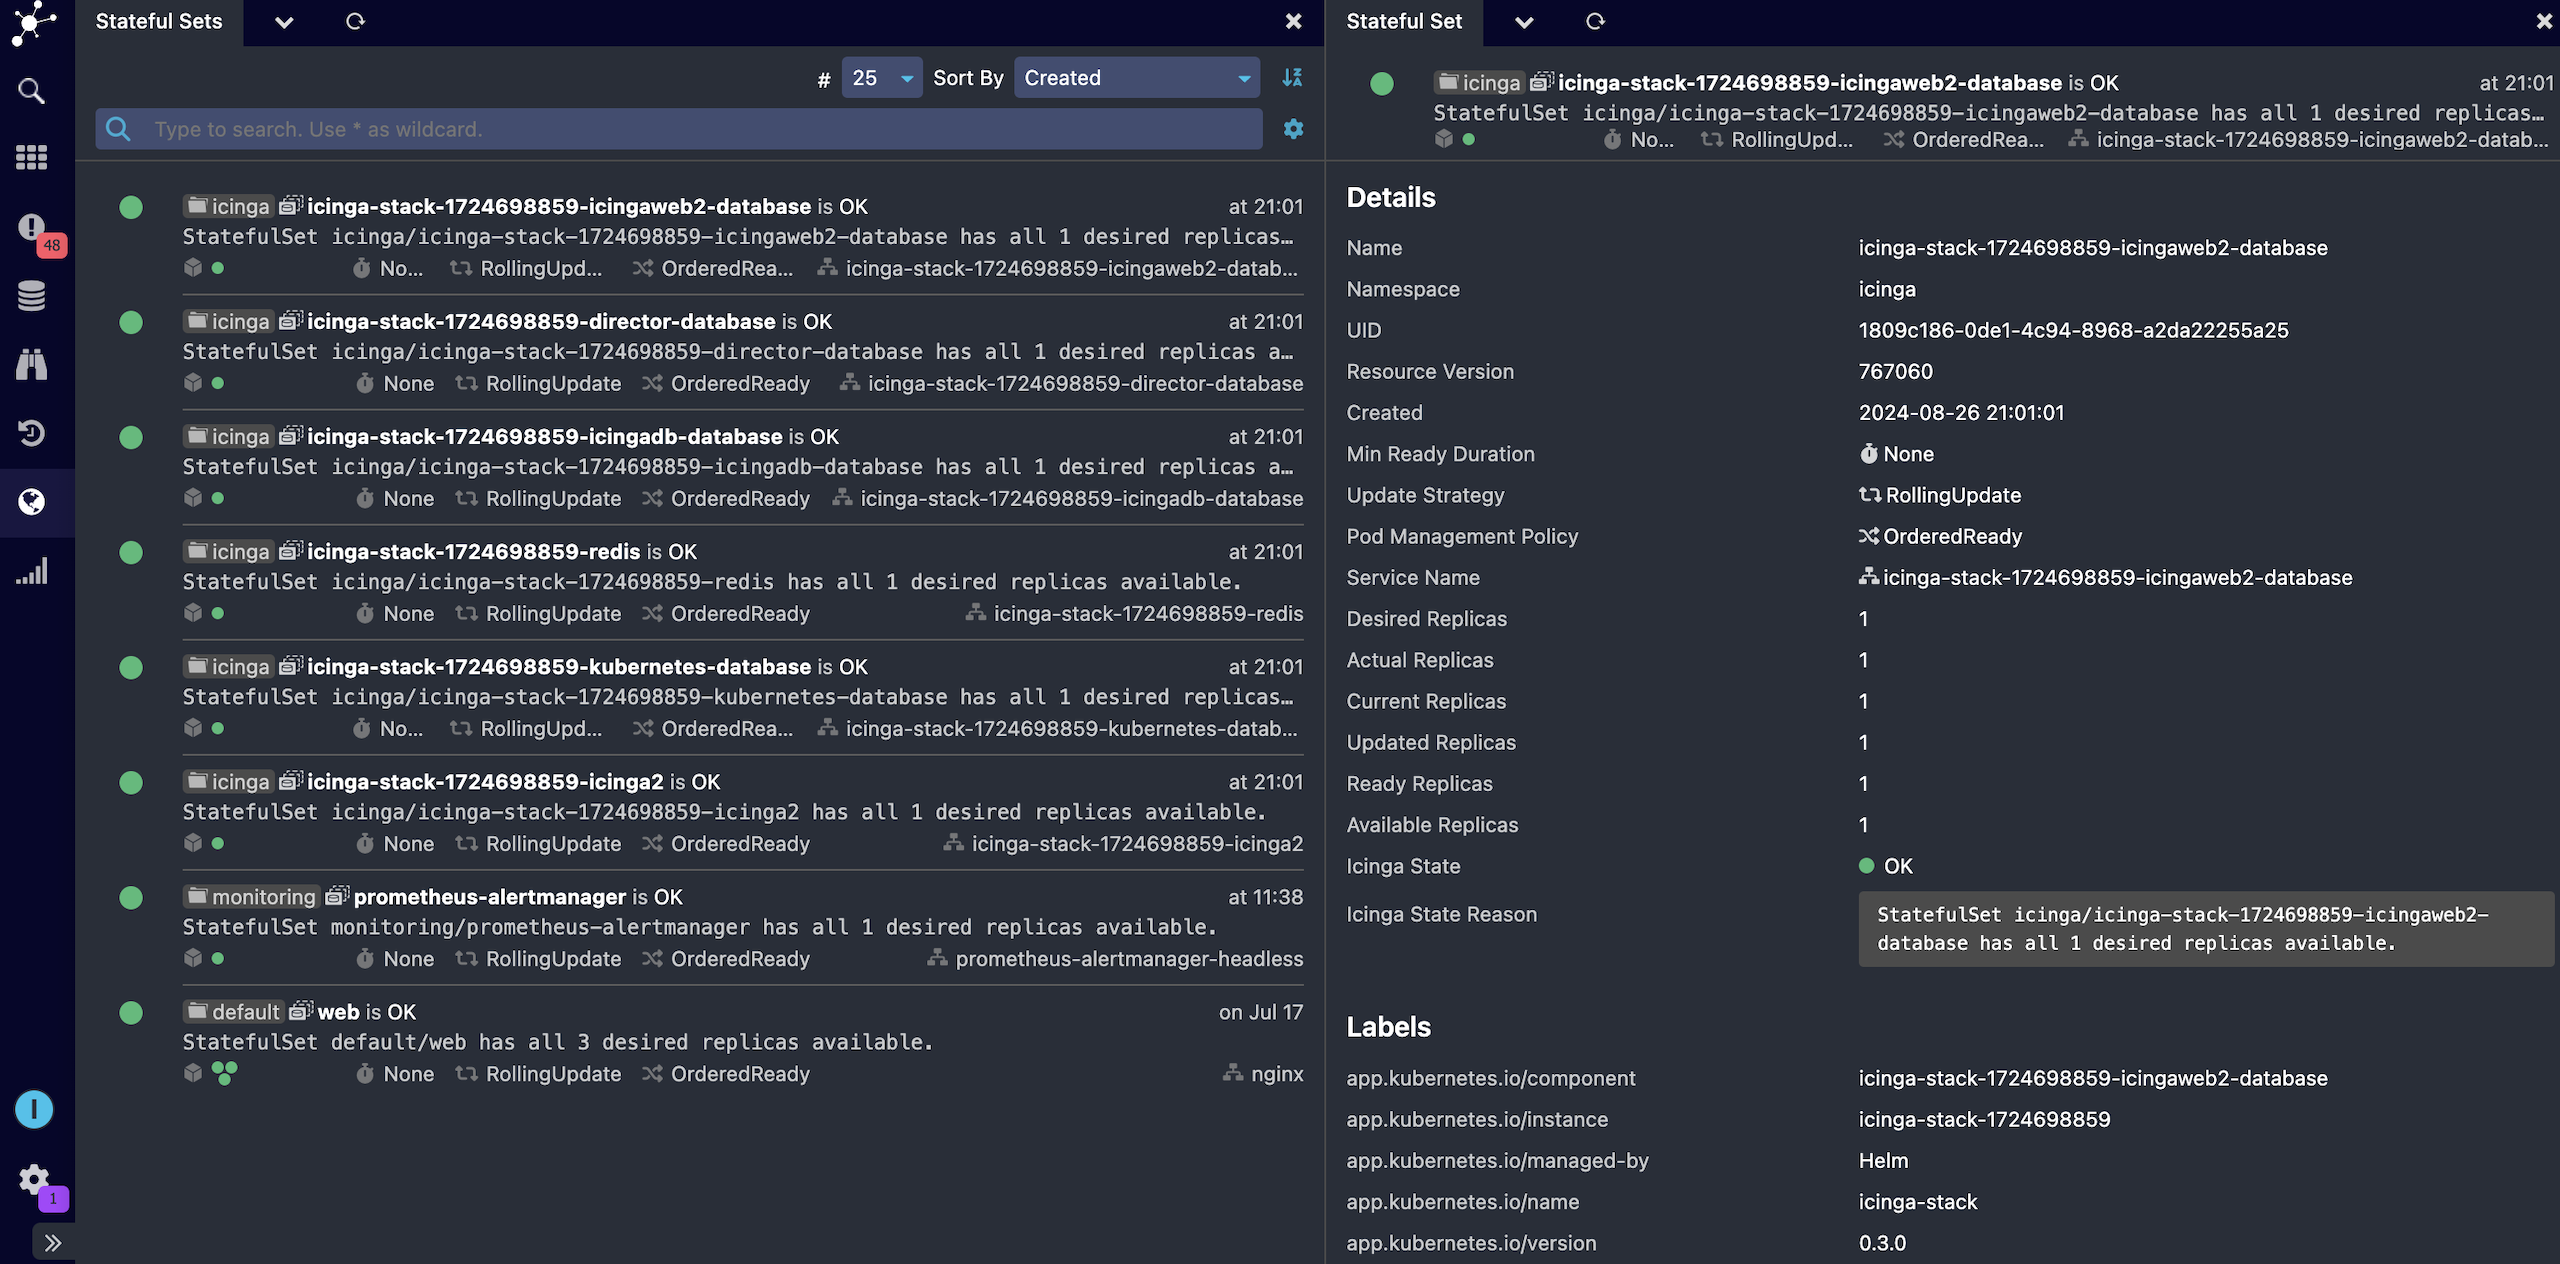 Stateful Sets
# 25 Sort By Created
Type to search. Use * as wildcard.
48
icinga icinga-stack-1724698859-icingaweb2-database is OK at 21:01
StatefulSet icinga/icinga-stack-1724698859-icingaweb2-database has all 1 desired replicas…
No... RollingUpd... OrderedRea... icinga-stack-1724698859-icingaweb2-datab...
icinga icinga-stack-1724698859-director-database is OK at 21:01
StatefulSet icinga/icinga-stack-1724698859-director-database has all 1 desired replicas a…
None RollingUpdate OrderedReady icinga-stack-1724698859-director-database
icinga icinga-stack-1724698859-icingadb-database is OK at 21:01
StatefulSet icinga/icinga-stack-1724698859-icingadb-database has all 1 desired replicas a…
None RollingUpdate OrderedReady icinga-stack-1724698859-icingadb-database
icinga icinga-stack-1724698859-redis is OK at 21:01
StatefulSet icinga/icinga-stack-1724698859-redis has all 1 desired replicas available.
None RollingUpdate OrderedReady icinga-stack-1724698859-redis
icinga icinga-stack-1724698859-kubernetes-database is OK at 21:01
StatefulSet icinga/icinga-stack-1724698859-kubernetes-database has all 1 desired replicas…
No... RollingUpd... OrderedRea... icinga-stack-1724698859-kubernetes-datab...
icinga icinga-stack-1724698859-icinga2 is OK at 21:01
StatefulSet icinga/icinga-stack-1724698859-icinga2 has all 1 desired replicas available.
None RollingUpdate OrderedReady icinga-stack-1724698859-icinga2
monitoring prometheus-alertmanager is OK at 11:38
StatefulSet monitoring/prometheus-alertmanager has all 1 desired replicas available.
None RollingUpdate OrderedReady prometheus-alertmanager-headless
default web is OK on Jul 17
StatefulSet default/web has all 3 desired replicas available.
None RollingUpdate OrderedReady nginx
I
1
Stateful Set
icinga icinga-stack-1724698859-icingaweb2-database is OK at 21:01
StatefulSet icinga/icinga-stack-1724698859-icingaweb2-database has all 1 desired replicas…
No... RollingUpd... OrderedRea... icinga-stack-1724698859-icingaweb2-datab...
Details
Name icinga-stack-1724698859-icingaweb2-database
Namespace icinga
UID 1809c186-0de1-4c94-8968-a2da22255a25
Resource Version 767060
Created 2024-08-26 21:01:01
Min Ready Duration None
Update Strategy RollingUpdate
Pod Management Policy OrderedReady
Service Name icinga-stack-1724698859-icingaweb2-database
Desired Replicas 1
Actual Replicas 1
Current Replicas 1
Updated Replicas 1
Ready Replicas 1
Available Replicas 1
Icinga State OK
Icinga State Reason StatefulSet icinga/icinga-stack-1724698859-icingaweb2-
database has all 1 desired replicas available.
Labels
app.kubernetes.io/component icinga-stack-1724698859-icingaweb2-database
app.kubernetes.io/instance icinga-stack-1724698859
app.kubernetes.io/managed-by Helm
app.kubernetes.io/name icinga-stack
app.kubernetes.io/version 0.3.0